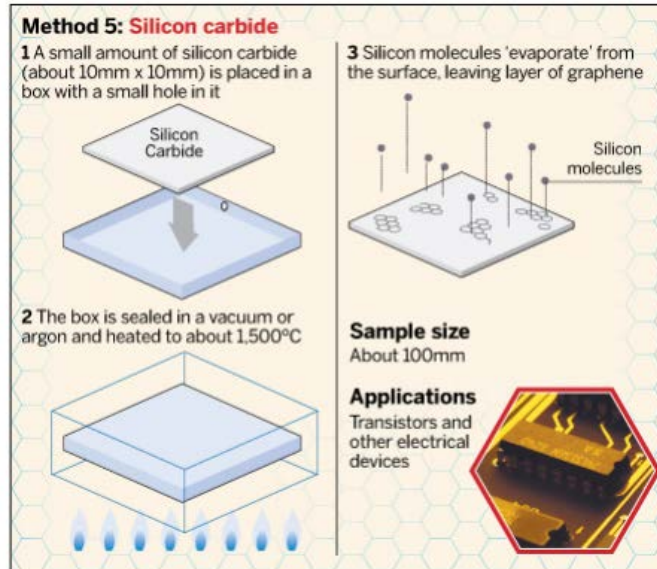 Method 5: Silicon carbide
1 A small amount of silicon carbide
(about 10mm x 10mm) is placed in a
box with a small hole in it
Silicon
Carbide
2 The box is sealed in a vacuum or
argon and heated to about 1,500ºC
3 Silicon molecules ‘evaporate’ from
the surface, leaving layer of graphene
Silicon
molecules
Sample size
About 100mm
Applications
Transistors and
other electrical
devices